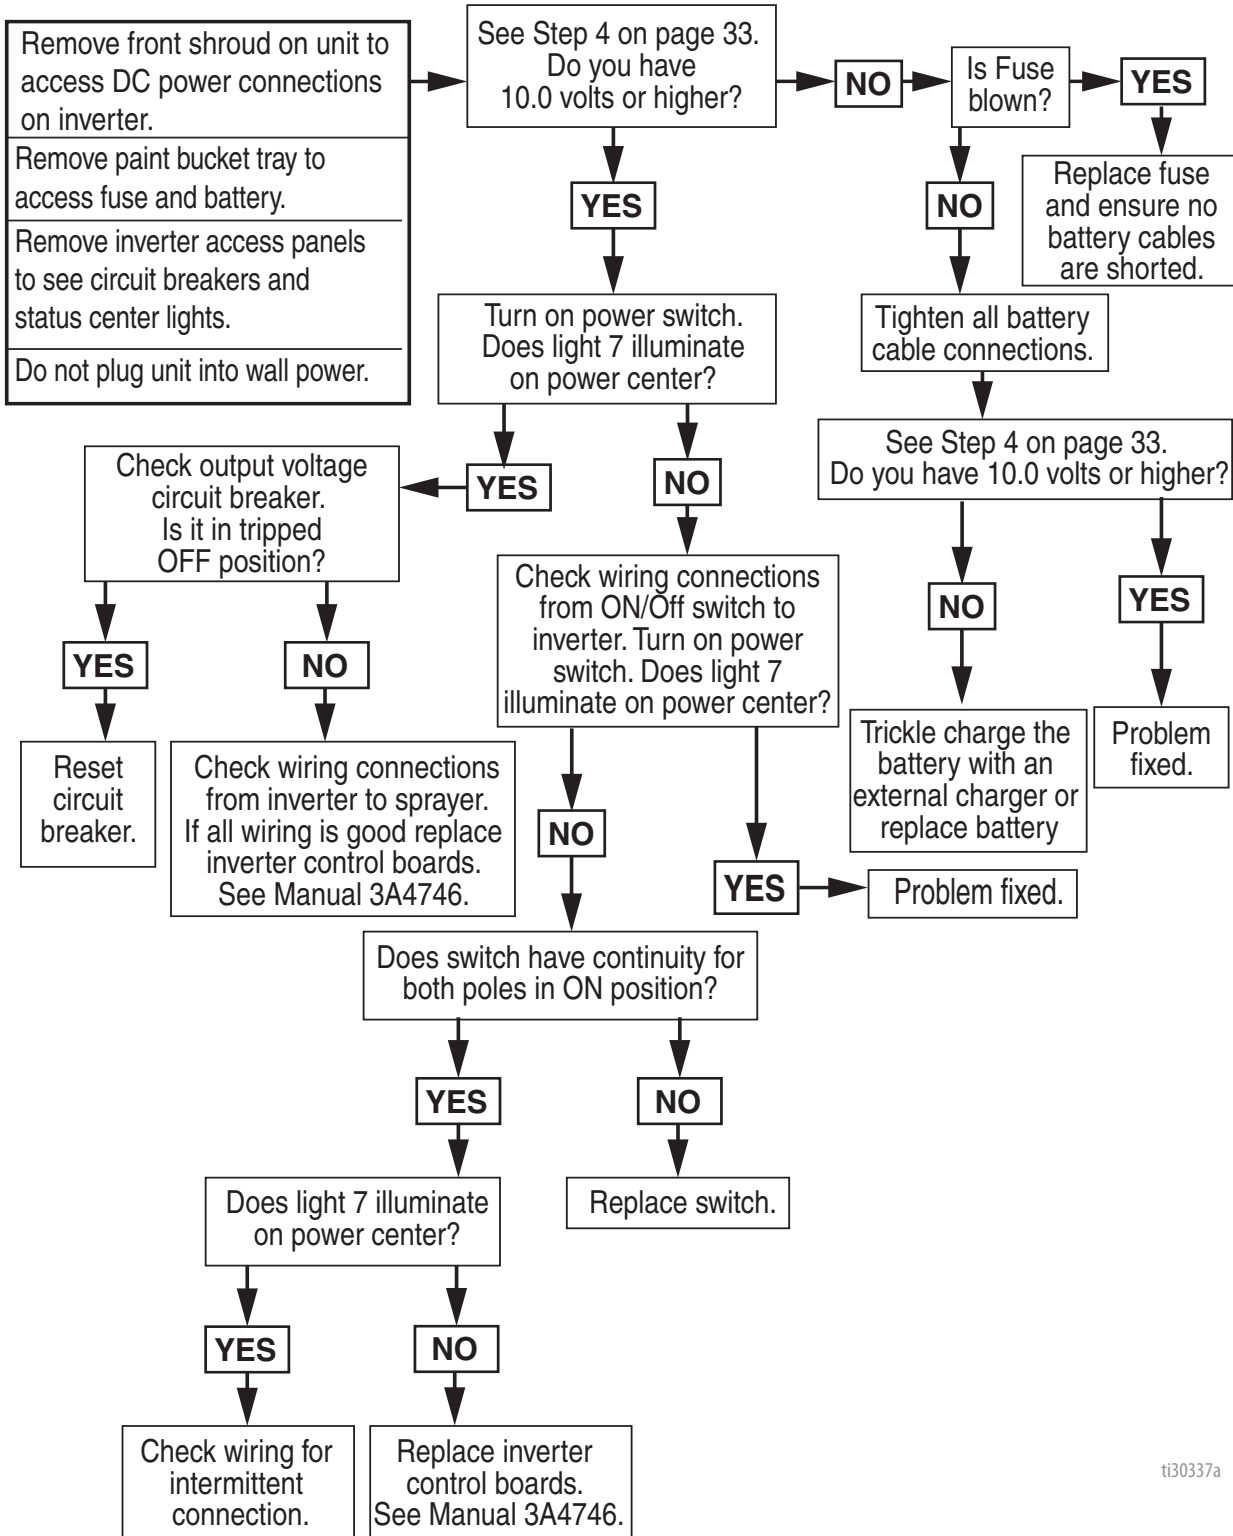 Remove front shroud on unit to
access DC power connections
on inverter.
Remove paint bucket tray to
access fuse and battery.
Remove inverter access panels
to see circuit breakers and
status center lights.
Do not plug unit into wall power.
See Step 4 on page 33.
Do you have
10.0 volts or higher?
NO
Is Fuse
blown?
YES
Replace fuse
and ensure no
battery cables
are shorted.
NO
Tighten all battery
cable connections.
See Step 4 on page 33.
Do you have 10.0 volts or higher?
NO
YES
Trickle charge the
battery with an
external charger or
replace battery
Problem
fixed.
YES
Turn on power switch.
Does light 7 illuminate
on power center?
YES
NO
Check output voltage
circuit breaker.
Is it in tripped
OFF position?
YES
NO
Reset
circuit
breaker.
Check wiring connections
from inverter to sprayer.
If all wiring is good replace
inverter control boards.
See Manual 3A4746.
Check wiring connections
from ON/Off switch to
inverter. Turn on power
switch. Does light 7
illuminate on power center?
NO
YES
Problem fixed.
Does switch have continuity for
both poles in ON position?
YES
NO
Does light 7 illuminate
on power center?
Replace switch.
YES
NO
Check wiring for
intermittent
connection.
Replace inverter
control boards.
See Manual 3A4746.
ti30337a